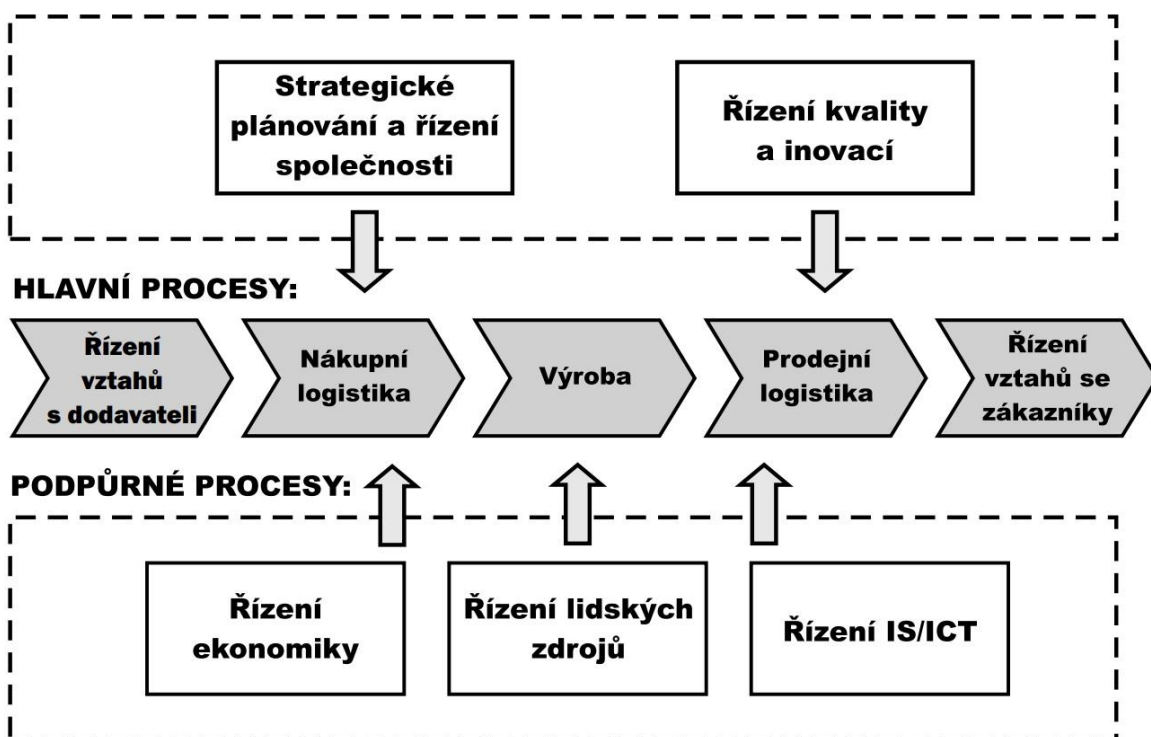 Strategické
plánování a řízení
společnosti
Řízení kvality
a inovací
HLAVNÍ PROCESY:
Řízení
vztahů
s dodavateli
Nákupní
logistika
Výroba
Prodejní
logistika
Řízení
vztahů se
zákazníky
PODPŮRNÉ PROCESY:
Řízení
ekonomiky
Řízení lidských
zdrojů
Řízení IS/ICT